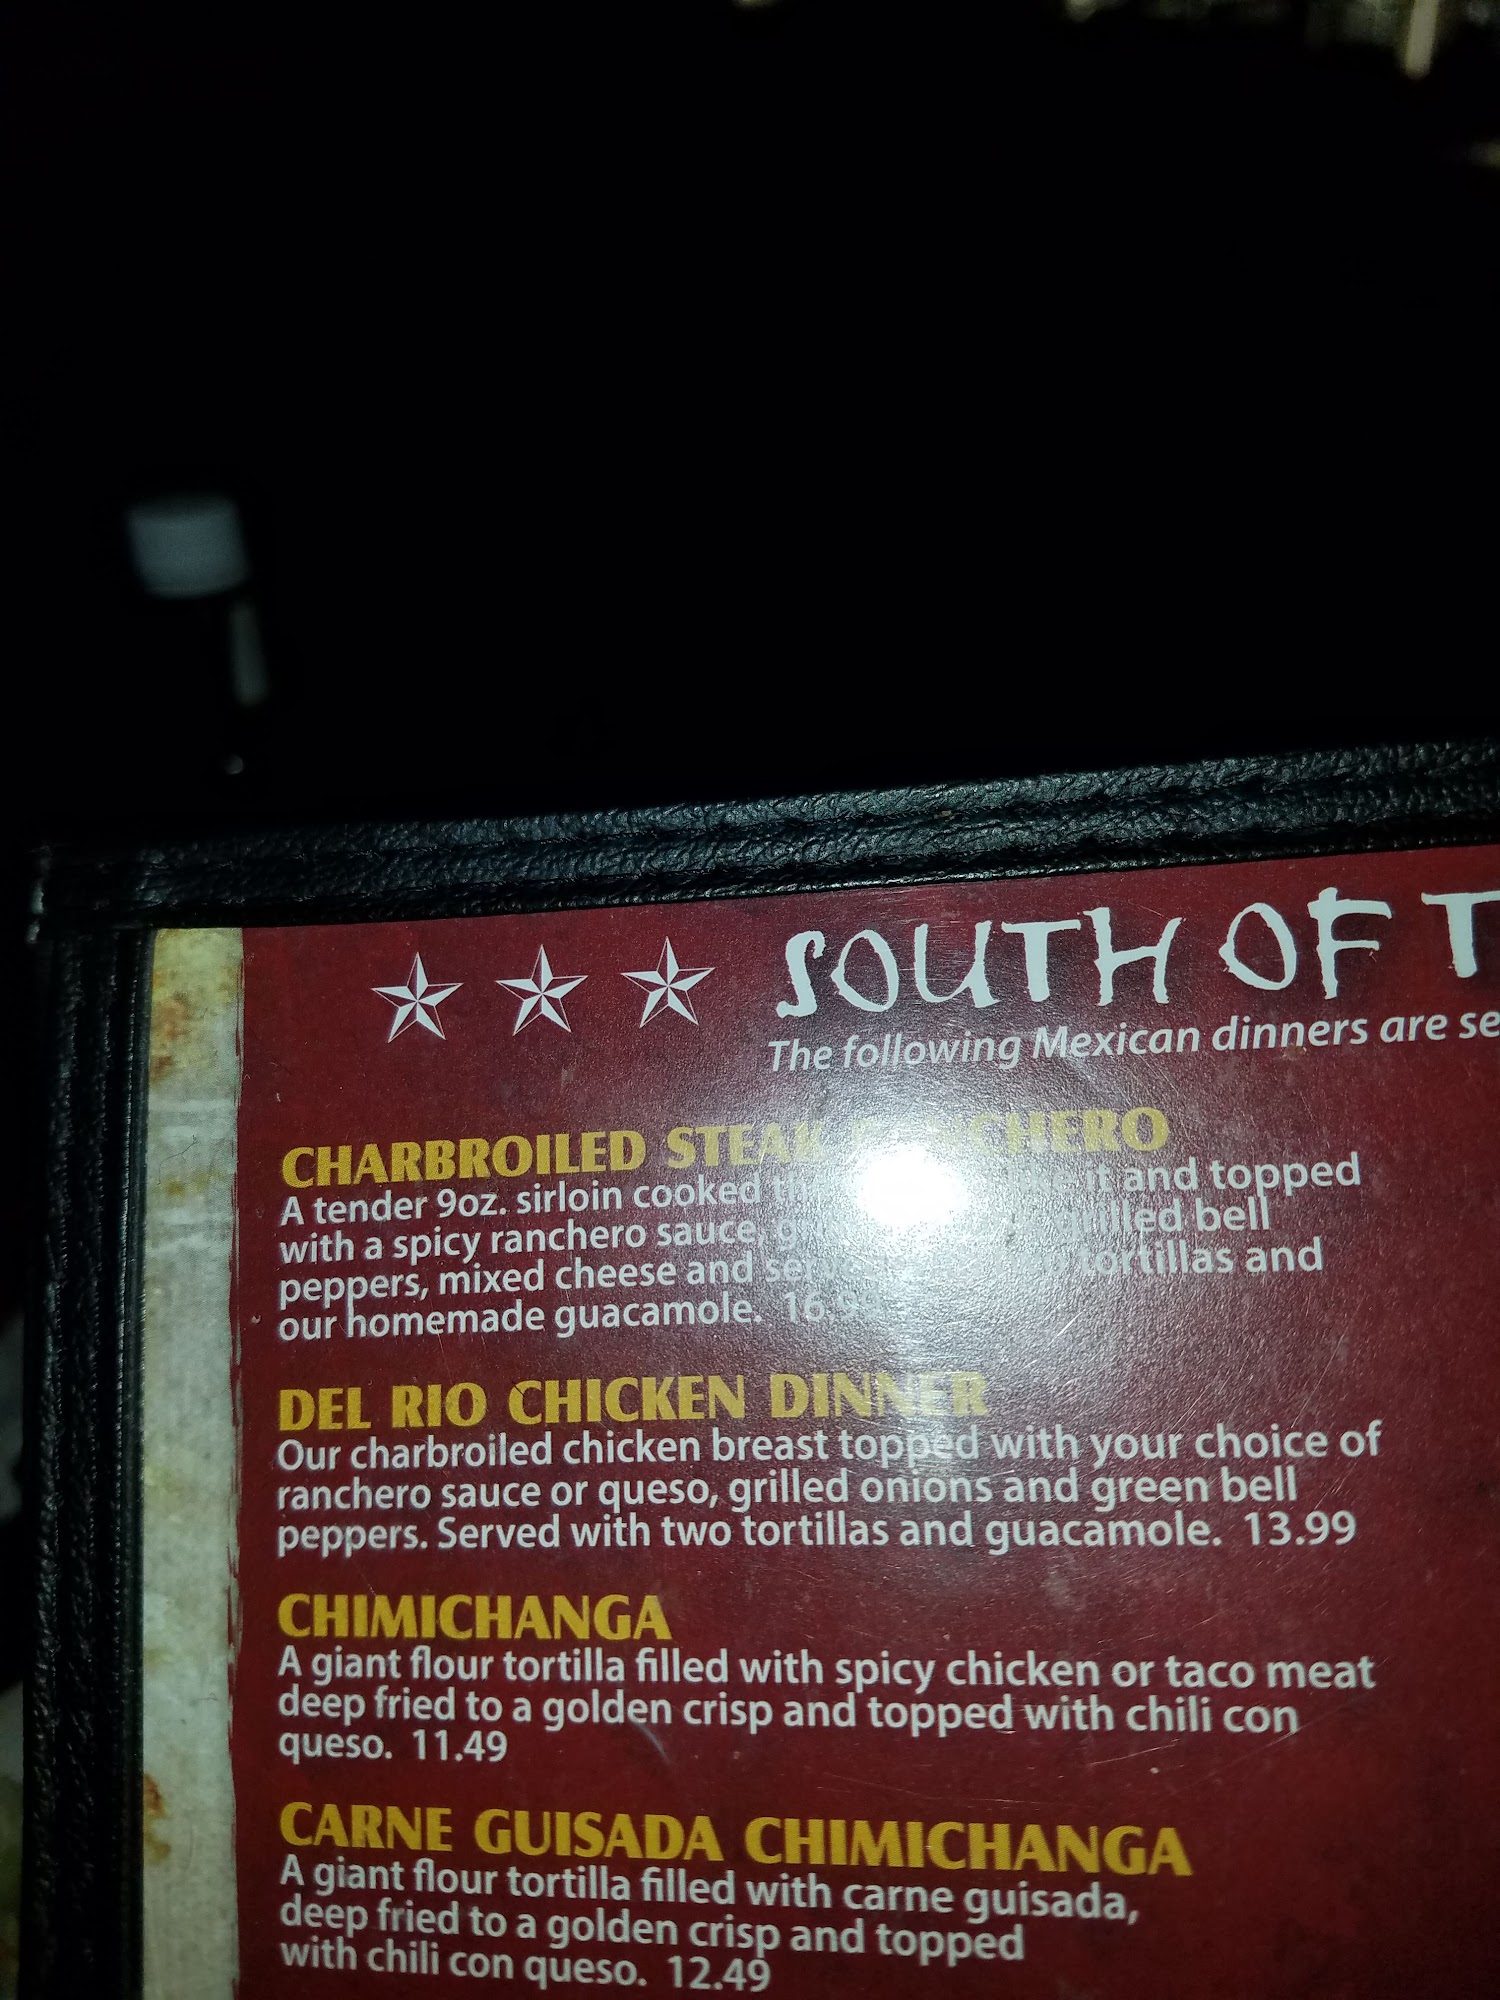 SOUTH OF T
The following Mexican dinners are se
CHARBROILED STEAK RANCHERO
A tender 9oz. sirloin cooked it and topped
with a spicy ranchero sauce, grilled bell
peppers, mixed cheese and tortillas and
our homemade guacamole. 16.99
DEL RIO CHICKEN DINNER
Our charbroiled chicken breast topped with your choice of
ranchero sauce or queso, grilled onions and green bell
peppers. Served with two tortillas and guacamole. 13.99
CHIMICHANGA
A giant flour tortilla filled with spicy chicken or taco meat
deep fried to a golden crisp and topped with chili con
queso. 11.49
CARNE GUISADA CHIMICHANGA
A giant flour tortilla filled with carne guisada,
deep fried to a golden crisp and topped
with chili con queso. 12.49